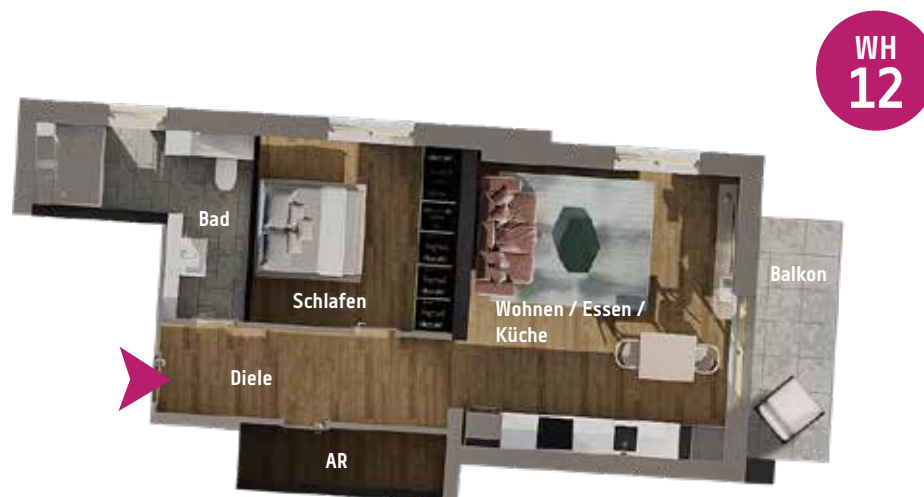 WH
12
Bad
Schlafen
Wohnen / Essen /
Küche
Balkon
Diele
AR